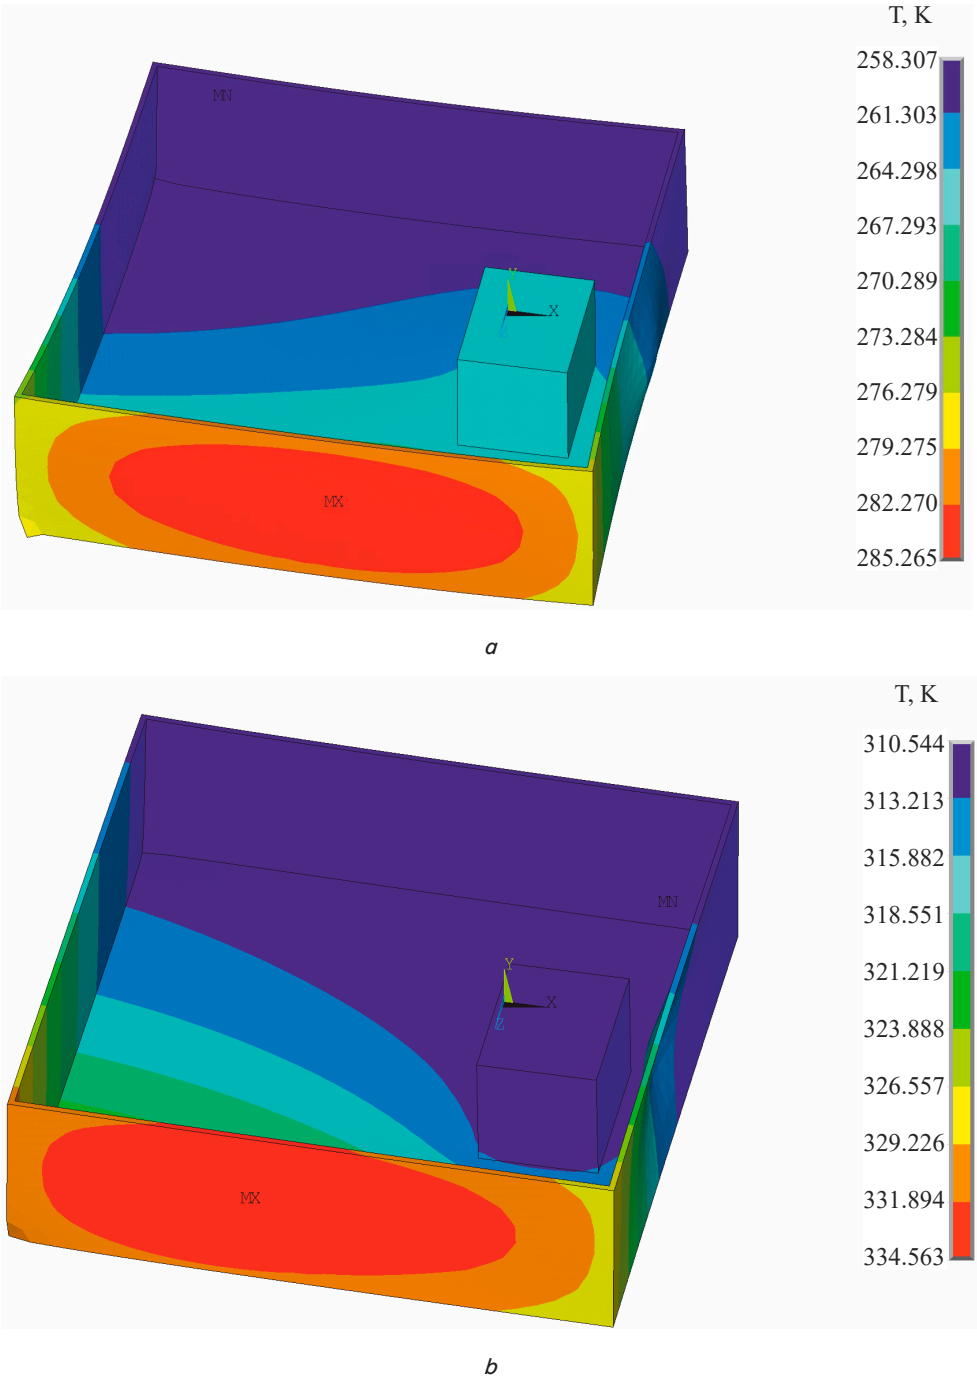 T, K
258.307
MN
261.303
264.298
267.293
270.289
Y
X
Z
273.284
276.279
279.275
MX
282.270
285.265
a
T, K
310.544
313.213
315.882
MN
318.551
321.219
Y
X
Z
323.888
326.557
329.226
MX
331.894
334.563
b